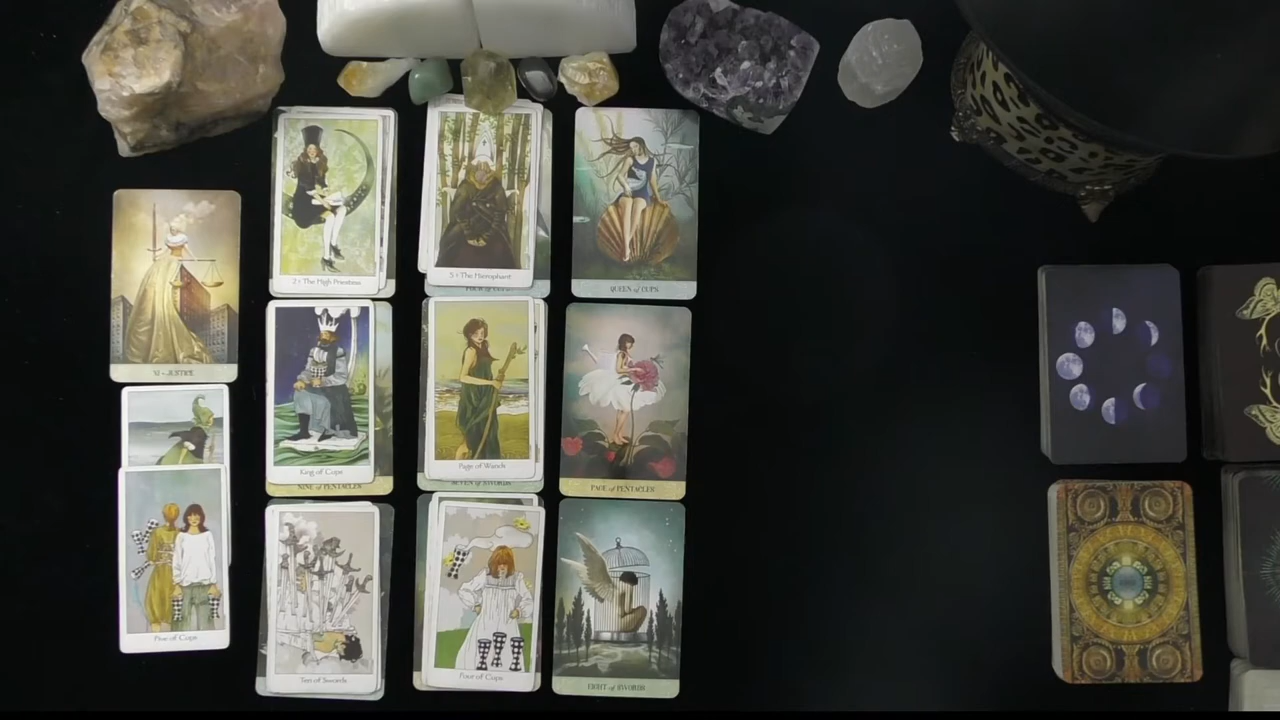 XI • JUSTICE
Five of Cups
2 : The High Priestess
King of Cups
NINE of PENTACLES
Ten of Swords
5 : The Hierophant
Page of Wands
SEVEN of SWORDS
Four of Cups
QUEEN of CUPS
PAGE of PENTACLES
EIGHT of SWORDS